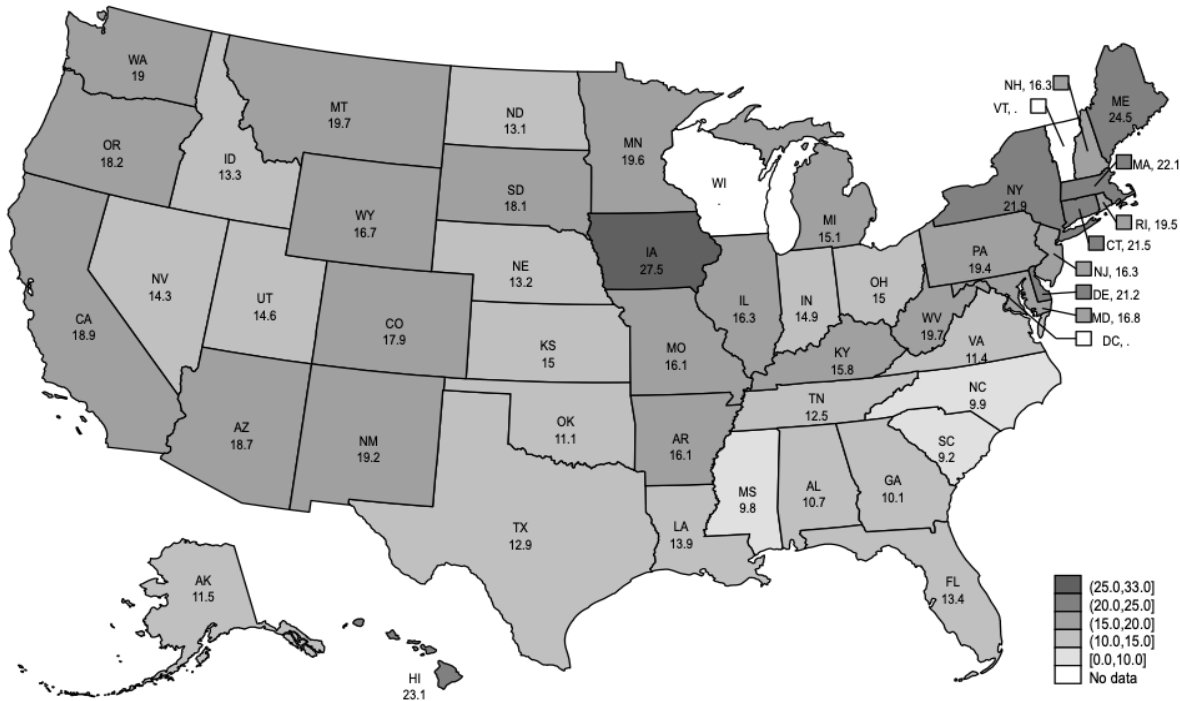 WA
19
MT
19.7
ND
13.1
MN
19.6
NH, 16.3
VT, .
ME
24.5
OR
18.2
ID
13.3
SD
18.1
WI
.
MI
15.1
NY
21.9
MA, 22.1
RI, 19.5
CT, 21.5
WY
16.7
IA
27.5
NE
13.2
PA
19.4
NJ, 16.3
DE, 21.2
MD, 16.8
DC, .
NV
14.3
UT
14.6
CA
18.9
CO
17.9
KS
15
MO
16.1
IL
16.3
IN
14.9
OH
15
WV
19.7
KY
15.8
VA
11.4
NC
9.9
TN
12.5
SC
9.2
AZ
18.7
NM
19.2
OK
11.1
AR
16.1
MS
9.8
AL
10.7
GA
10.1
TX
12.9
LA
13.9
FL
13.4
AK
11.5
HI
23.1
(25.0,33.0]
(20.0,25.0]
(15.0,20.0]
(10.0,15.0]
[0.0,10.0]
No data